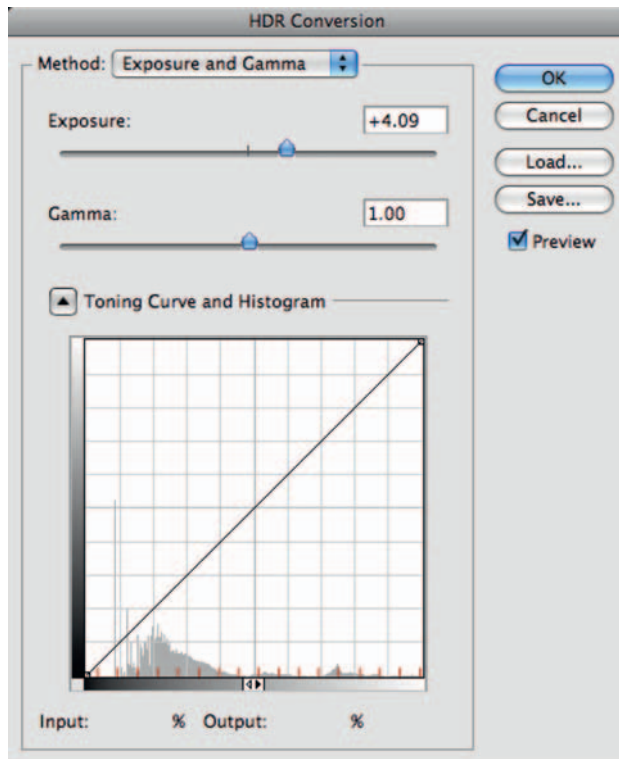 HDR Conversion
Method: Exposure and Gamma
OK
Exposure: +4.09
Cancel
Load...
Gamma: 1.00
Save...
Preview
Toning Curve and Histogram
Input: % Output: %